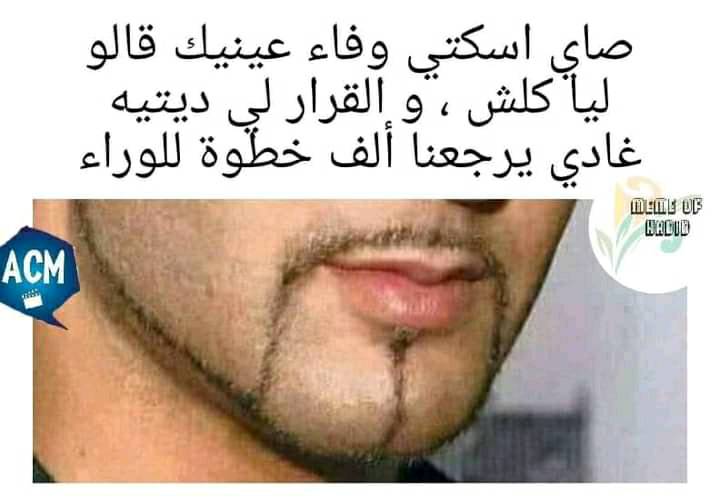 صاي اسكتي وفاء عينيك قالو
ليا كلش ، و القرار لي ديتيه
غادي يرجعنا ألف خطوة للوراء
MEME OF
HABIB
ACM